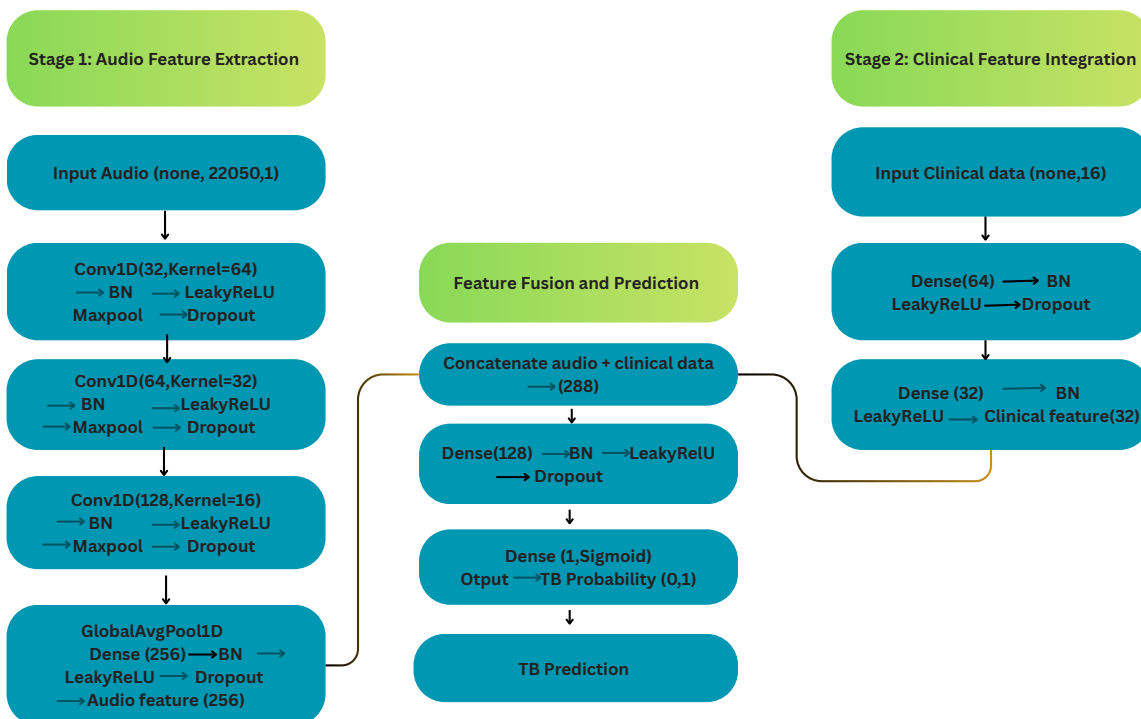 Stage 1: Audio Feature Extraction
Input Audio (none, 22050,1)
Conv1D(32,Kernel=64)
→ BN → LeakyReLU
Maxpool → Dropout
Conv1D(64,Kernel=32)
→ BN → LeakyReLU
→ Maxpool → Dropout
Conv1D(128,Kernel=16)
→ BN → LeakyReLU
→ Maxpool → Dropout
GlobalAvgPool1D
Dense (256) → BN →
LeakyReLU → Dropout
→ Audio feature (256)
Feature Fusion and Prediction
Concatenate audio + clinical data
→ (288)
Dense(128) → BN → LeakyRelU
→ Dropout
Dense (1,Sigmoid)
Otput → TB Probability (0,1)
TB Prediction
Stage 2: Clinical Feature Integration
Input Clinical data (none,16)
Dense(64) → BN
LeakyReLU → Dropout
Dense (32) → BN
LeakyReLU → Clinical feature(32)